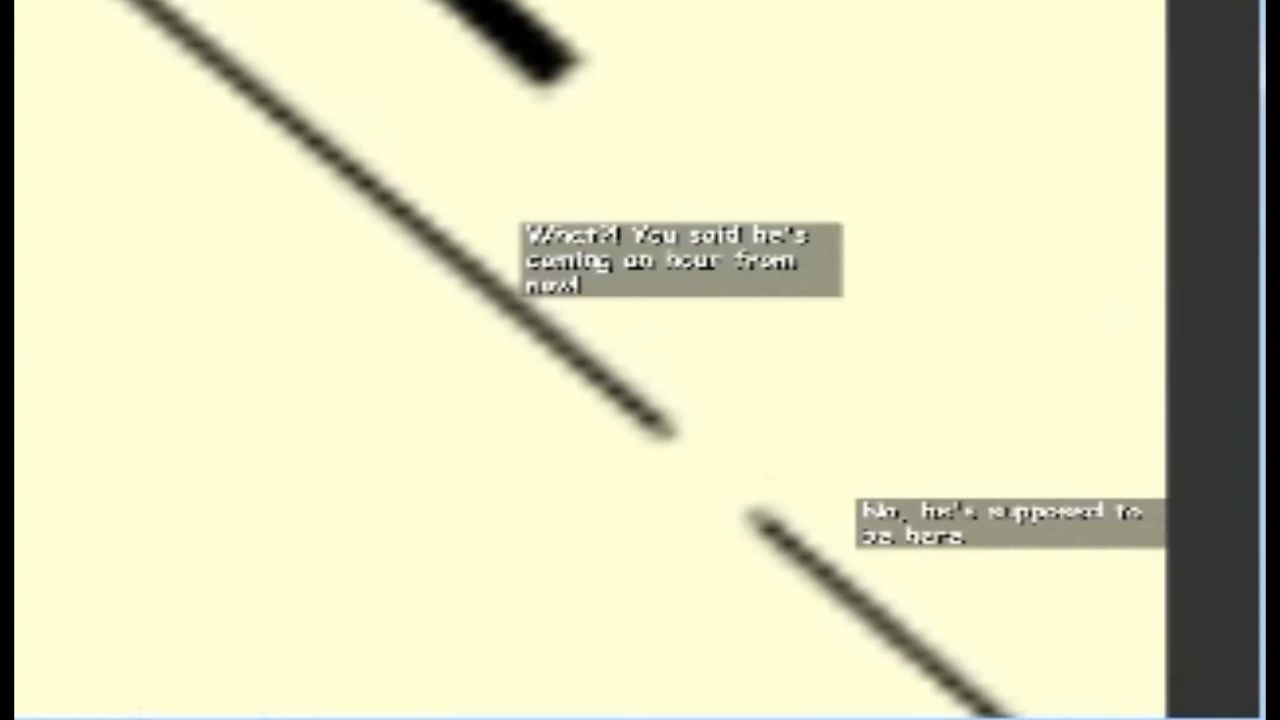 What?! You said he's
coming an hour from
now!
No, he's supposed to
be here.